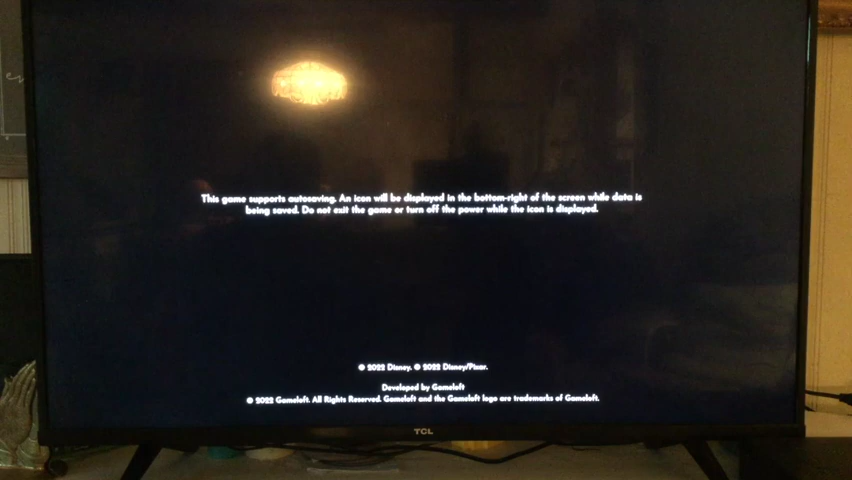 This game supports autosaving. An icon will be displayed in the bottom-right of the screen while data is
being saved. Do not exit the game or turn off the power while the icon is displayed.
© 2022 Disney. © 2022 Disney/Pixar.
Developed by Gameloft
© 2022 Gameloft. All Rights Reserved. Gameloft and the Gameloft logo are trademarks of Gameloft.
TCL